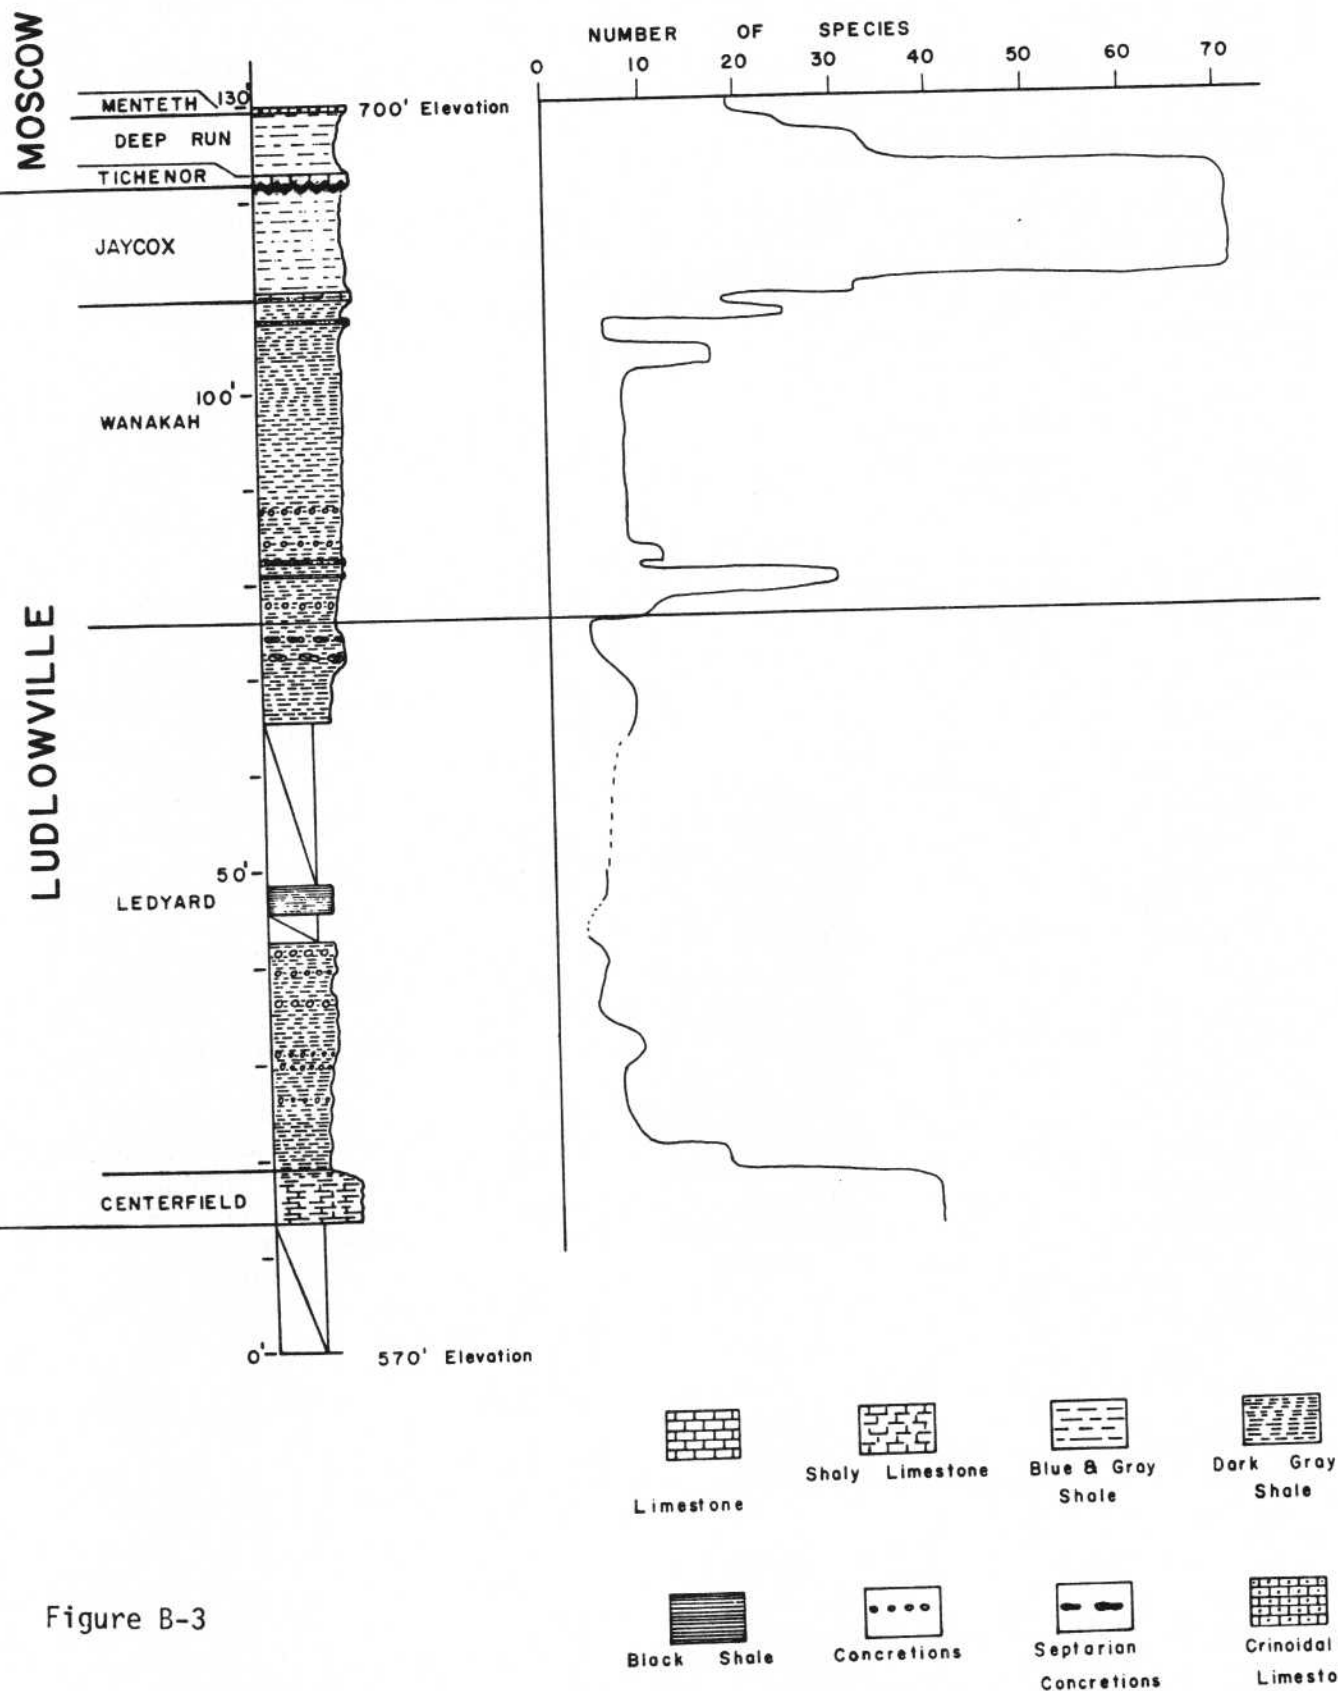 MOSCOW
LUDLOWVILLE
NUMBER OF SPECIES
0 10 20 30 40 50 60 70
MENTETH
130'
700' Elevation
DEEP RUN
TICHENOR
JAYCOX
100'
WANAKAH
50'
LEDYARD
CENTERFIELD
0'
570' Elevation
Limestone
Shaly Limestone
Blue & Gray
Shale
Dark Gray
Shale
Black Shale
Concretions
Septarian
Concretions
Crinoidal
Limesto
Figure B-3